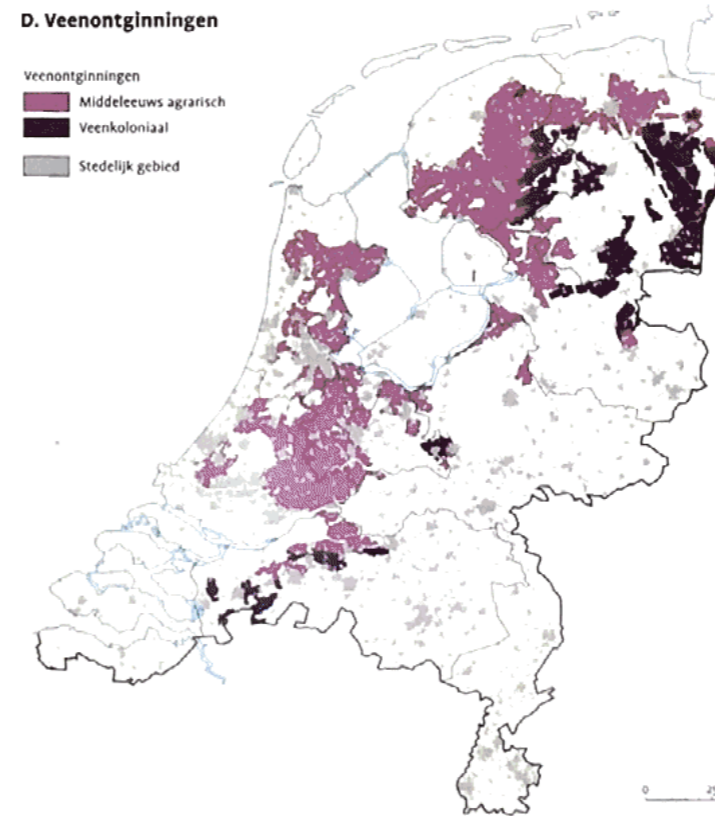 D. Veenontginningen
Veenontginningen
Middeleeuws agrarisch
Veenkoloniaal
Stedelijk gebied
0